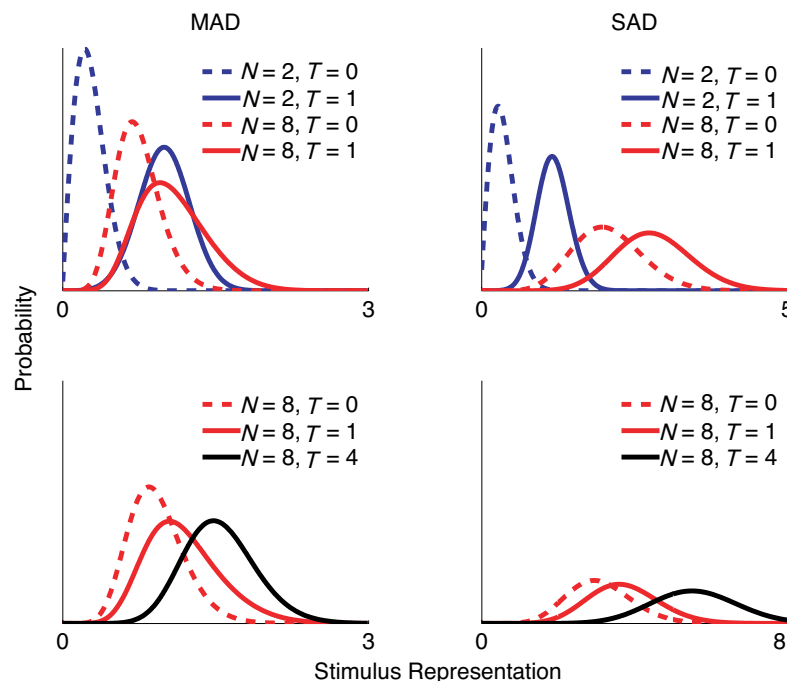 MAD
SAD
N = 2, T = 0
N = 2, T = 1
N = 8, T = 0
N = 8, T = 1
N = 2, T = 0
N = 2, T = 1
N = 8, T = 0
N = 8, T = 1
0
3
0
5
Probability
N = 8, T = 0
N = 8, T = 1
N = 8, T = 4
N = 8, T = 0
N = 8, T = 1
N = 8, T = 4
0
3
0
8
Stimulus Representation